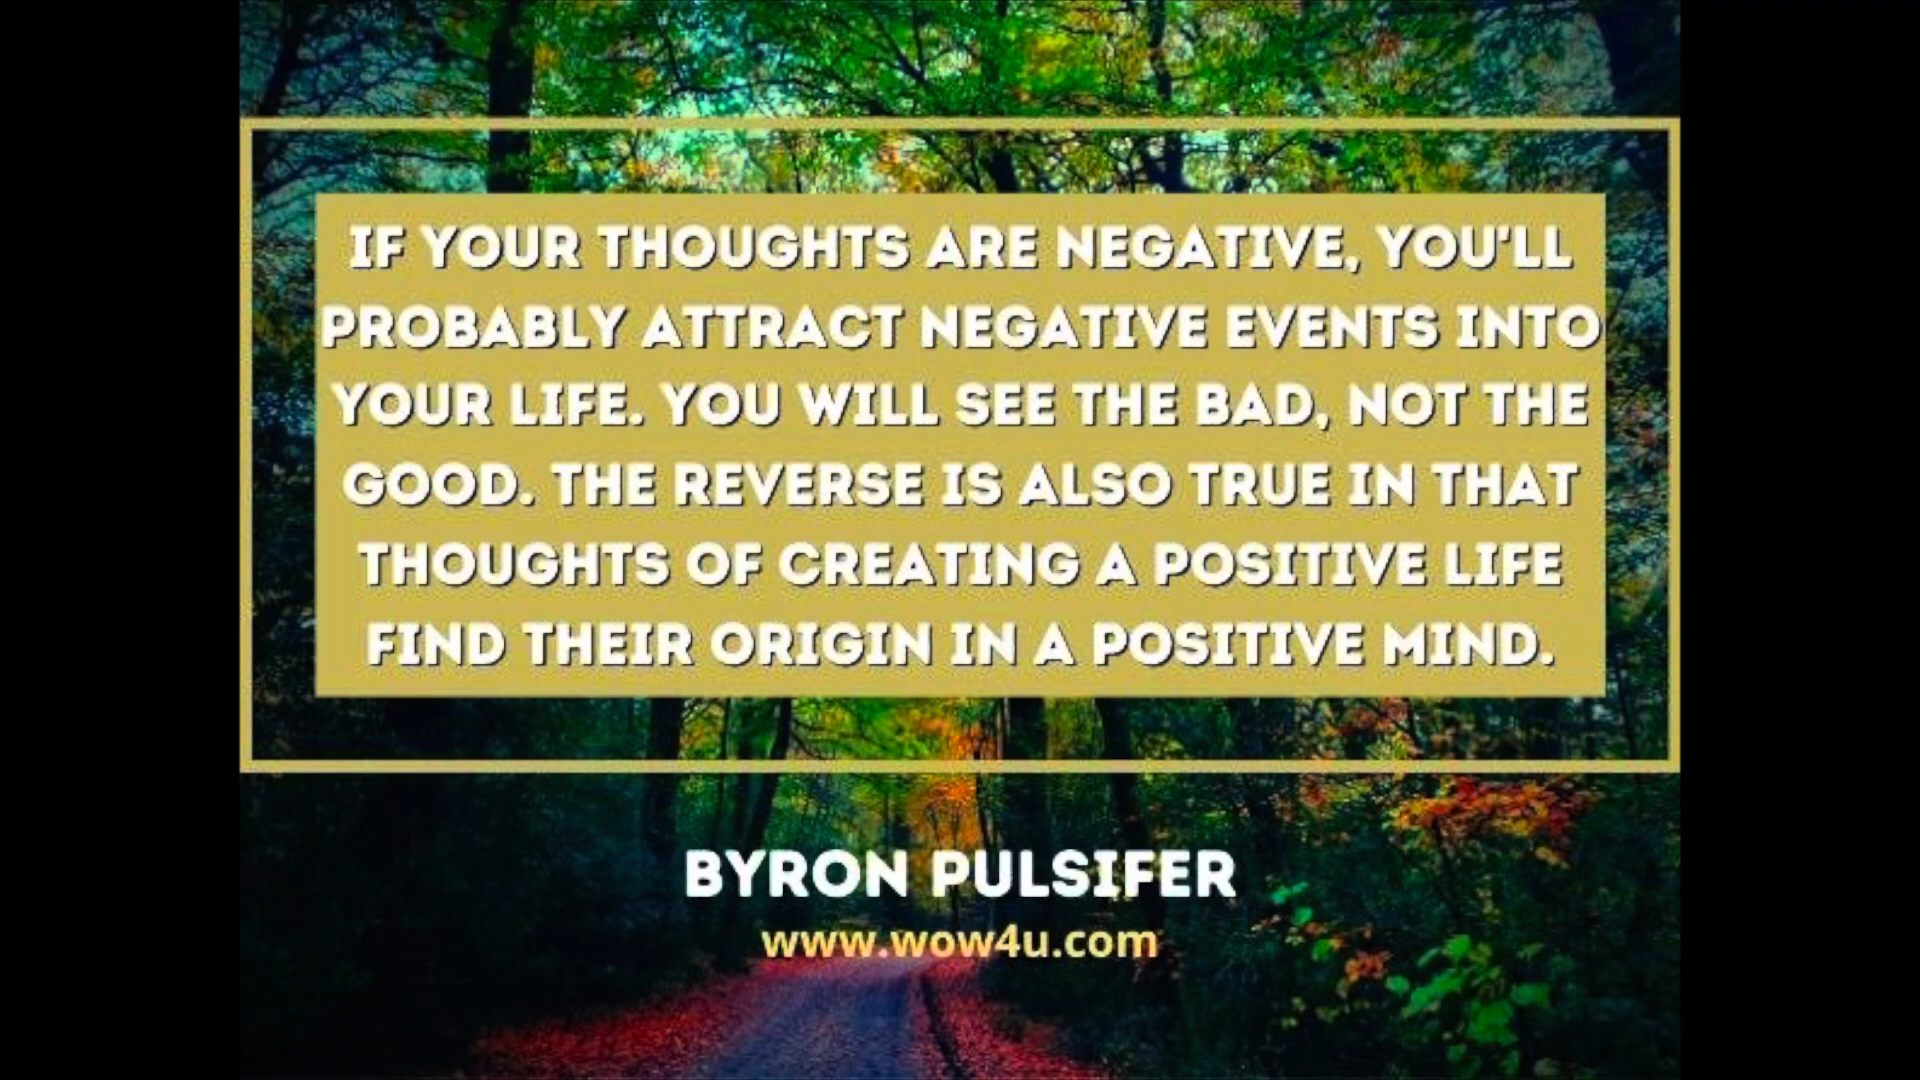 IF YOUR THOUGHTS ARE NEGATIVE, YOU'LL
PROBABLY ATTRACT NEGATIVE EVENTS INTO
YOUR LIFE. YOU WILL SEE THE BAD, NOT THE
GOOD. THE REVERSE IS ALSO TRUE IN THAT
THOUGHTS OF CREATING A POSITIVE LIFE
FIND THEIR ORIGIN IN A POSITIVE MIND.
BYRON PULSIFER
www.wow4u.com